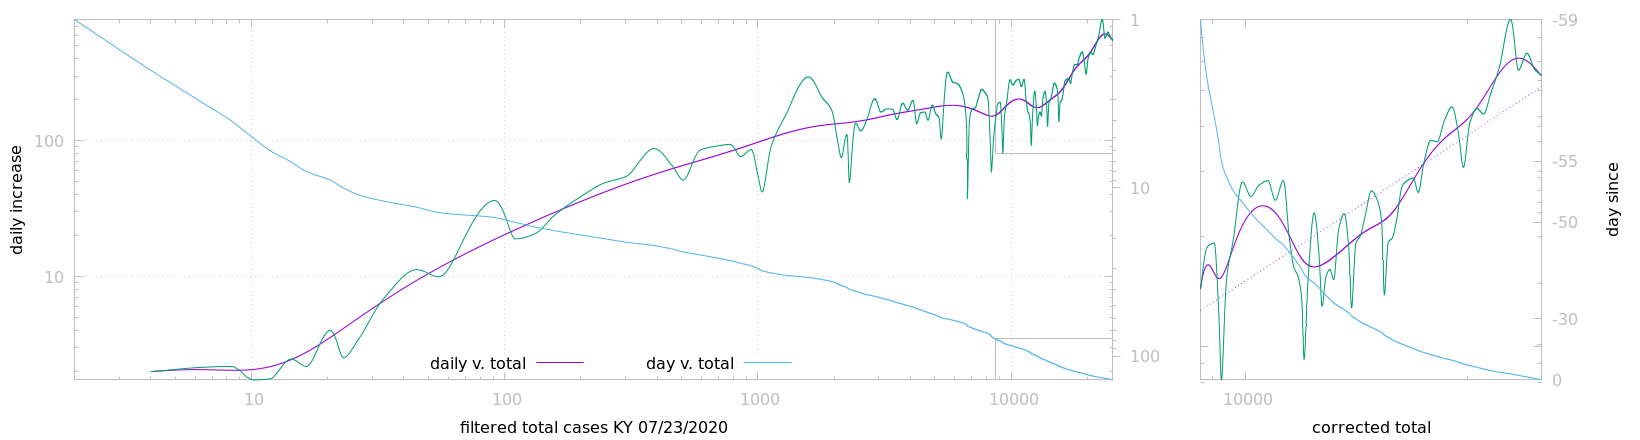 1
-59
100
daily increase
-55
10
day since
-50
10
-30
daily v. total
day v. total
100
0
10
100
1000
10000
10000
filtered total cases KY 07/23/2020
corrected total